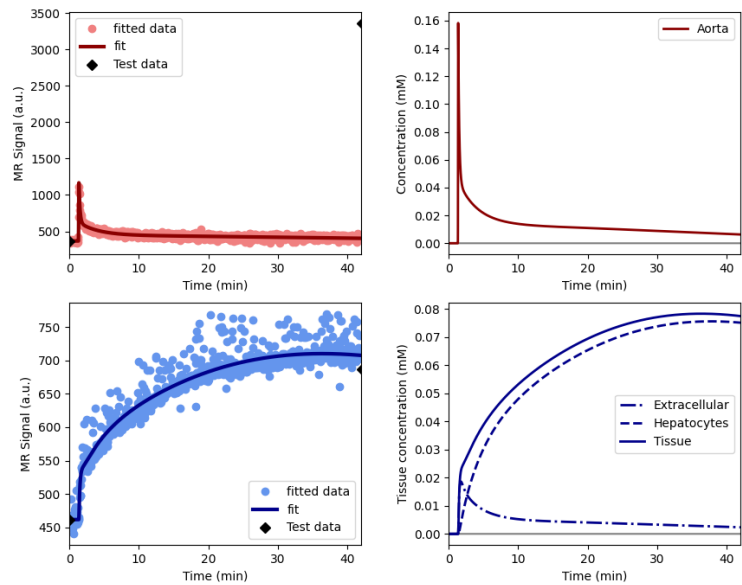 3500
3000
2500
2000
1500
1000
500
MR Signal (a.u.)
fitted data
fit
Test data
0
10
20
30
40
Time (min)
0.16
0.14
0.12
0.10
0.08
0.06
0.04
0.02
0.00
Concentration (mM)
Aorta
0
10
20
30
40
Time (min)
750
700
650
600
550
500
450
MR Signal (a.u.)
fitted data
fit
Test data
0
10
20
30
40
Time (min)
0.08
0.07
0.06
0.05
0.04
0.03
0.02
0.01
0.00
Tissue concentration (mM)
Extracellular
Hepatocytes
Tissue
0
10
20
30
40
Time (min)